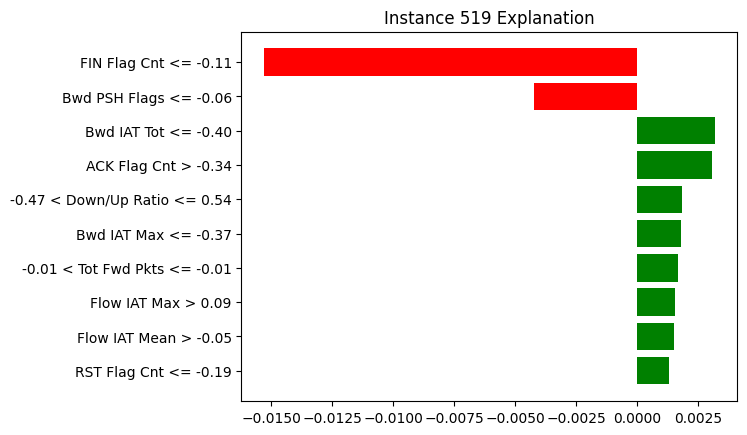 Instance 519 Explanation
FIN Flag Cnt <= -0.11
Bwd PSH Flags <= -0.06
Bwd IAT Tot <= -0.40
ACK Flag Cnt > -0.34
-0.47 < Down/Up Ratio <= 0.54
Bwd IAT Max <= -0.37
-0.01 < Tot Fwd Pkts <= -0.01
Flow IAT Max > 0.09
Flow IAT Mean > -0.05
RST Flag Cnt <= -0.19
−0.0150 −0.0125 −0.0100 −0.0075 −0.0050 −0.0025 0.0000 0.0025